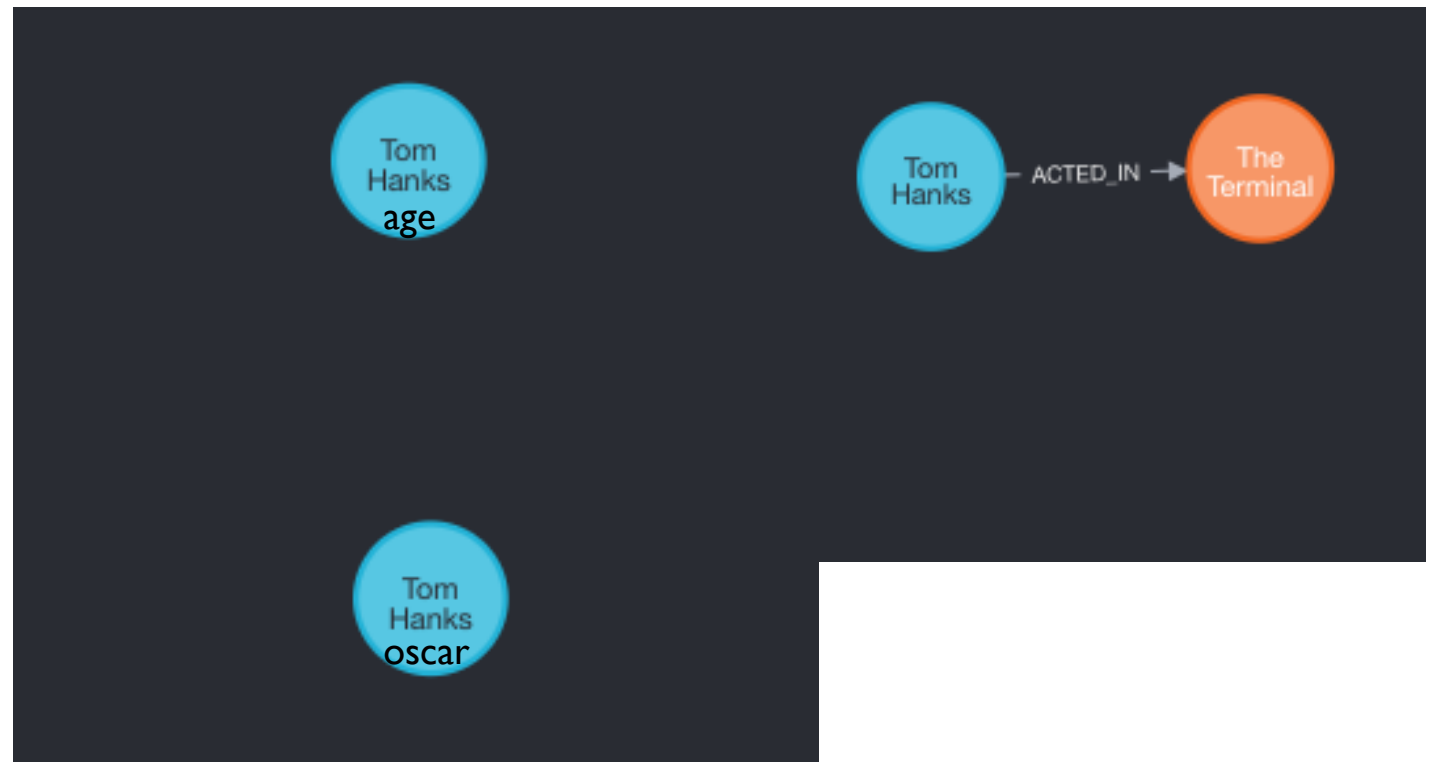 Tom
Hanks
age
Tom
Hanks
ACTED_IN
The
Terminal
Tom
Hanks
oscar